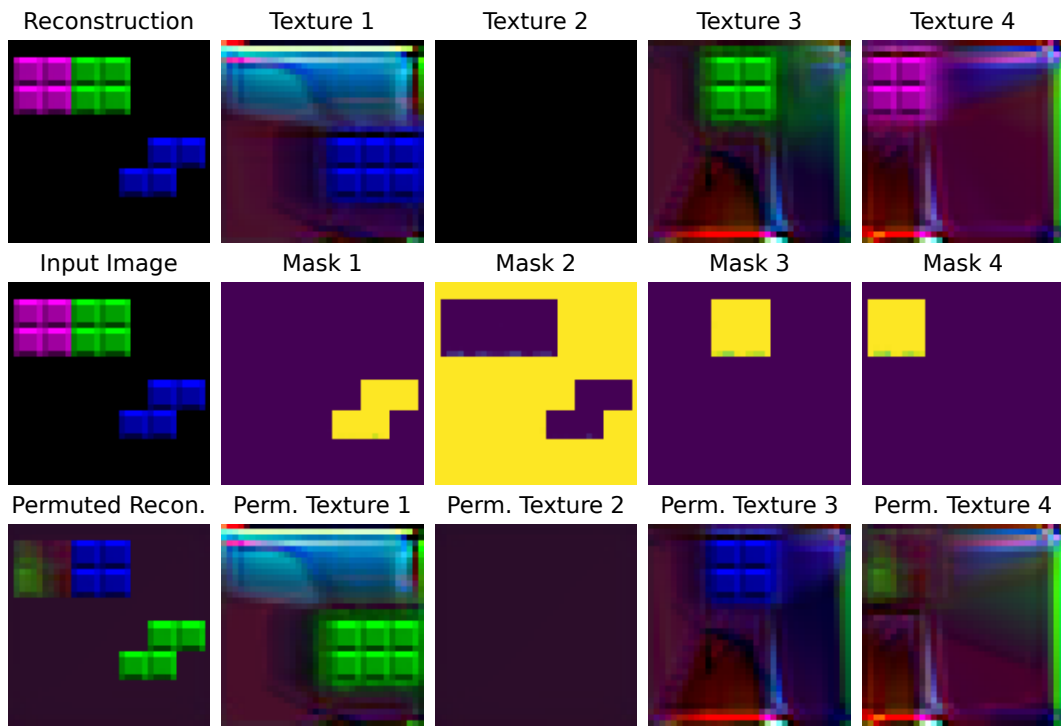 Reconstruction
Texture 1
Texture 2
Texture 3
Texture 4
Input Image
Mask 1
Mask 2
Mask 3
Mask 4
Permuted Recon.
Perm. Texture 1
Perm. Texture 2
Perm. Texture 3
Perm. Texture 4